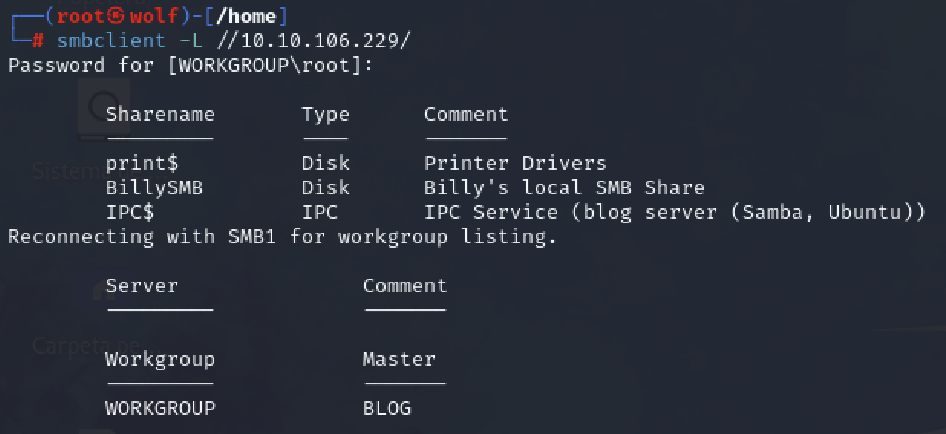 ┌──(root㉿wolf)-[/home]
└─# smbclient -L //10.10.106.229/
Password for [WORKGROUP\root]:
Sharename Type Comment
--------- ---- -------
print$ Disk Printer Drivers
BillySMB Disk Billy's local SMB Share
IPC$ IPC IPC Service (blog server (Samba, Ubuntu))
Reconnecting with SMB1 for workgroup listing.
Server Comment
--------- -------
Workgroup Master
--------- -------
WORKGROUP BLOG